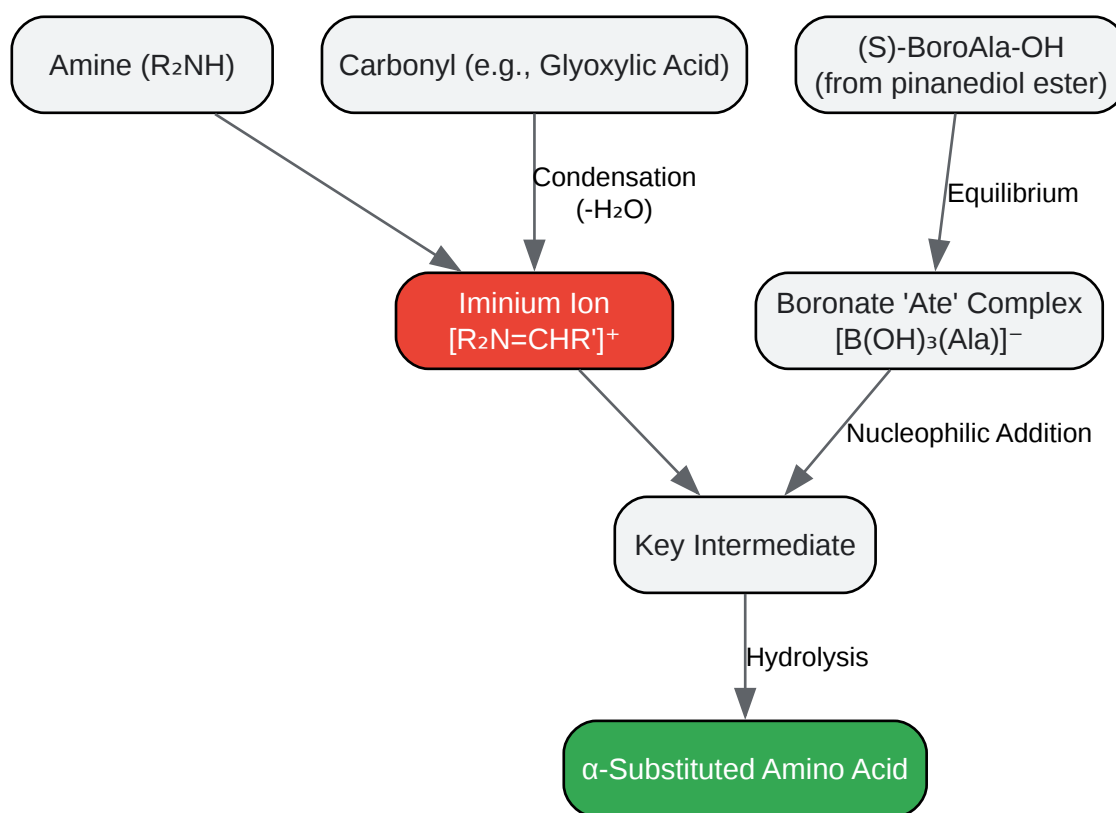 Amine (R₂NH)
Carbonyl (e.g., Glyoxylic Acid)
(S)-BoroAla-OH
(from pinanediol ester)
Condensation
(-H₂O)
Equilibrium
Iminium Ion
[R₂N=CHR']⁺
Boronate 'Ate' Complex
[B(OH)₃(Ala)]⁻
Nucleophilic Addition
Key Intermediate
Hydrolysis
α-Substituted Amino Acid